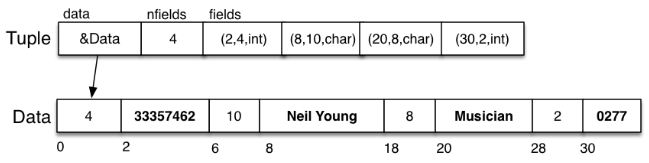 data nfields fields
Tuple &Data 4 (2,4,int) (8,10,char) (20,8,char) (30,2,int)
Data 4 33357462 10 Neil Young 8 Musician 2 0277
0 2 6 8 18 20 28 30